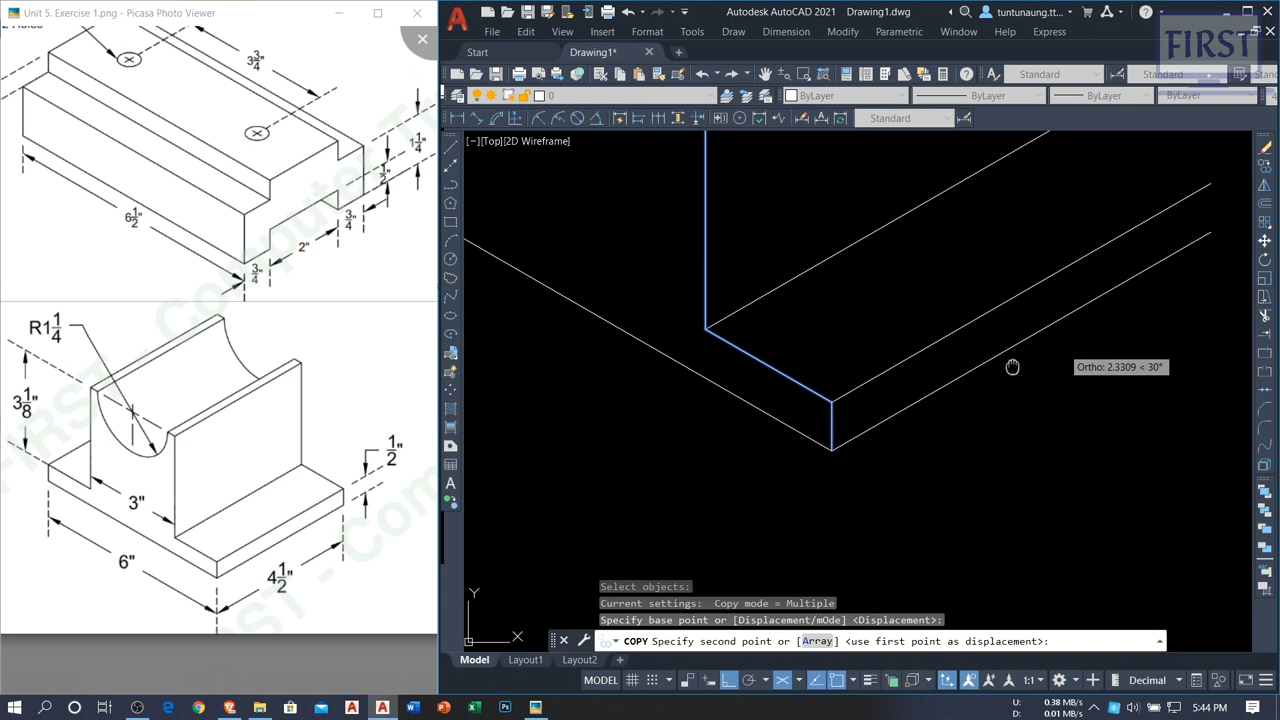 Unit 5. Exercise 1.png - Picasa Photo Viewer
Autodesk AutoCAD 2021 Drawing1.dwg
tuntunaung.tt...
FIRST
File Edit View Insert Format Tools Draw Dimension Modify Parametric Window Help Express
Start Drawing1*
Standard Standard
0 ByLayer ByLayer ByLayer ByLayer
Standard
[−][Top][2D Wireframe]
2 Holes
3 3/4"
1 1/4"
1/2"
6 1/2"
3/4"
2"
3/4"
R1 1/4
3 1/8"
1/2"
3"
6"
4 1/2"
Ortho: 2.3309 < 30°
Y
X
Select objects:
Current settings: Copy mode = Multiple
Specify base point or [Displacement/mOde] <Displacement>:
COPY Specify second point or [Array] <use first point as displacement>:
Model Layout1 Layout2 +
MODEL 1:1 Decimal
U: 0.38 MB/s
D: 0.01 MB/s
5:44 PM